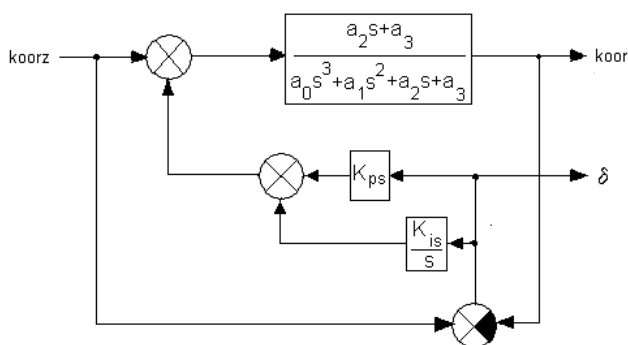 a₂s+a₃
koorz
koor
a₀s³+a₁s²+a₂s+a₃
Kps
δ
Kis
s